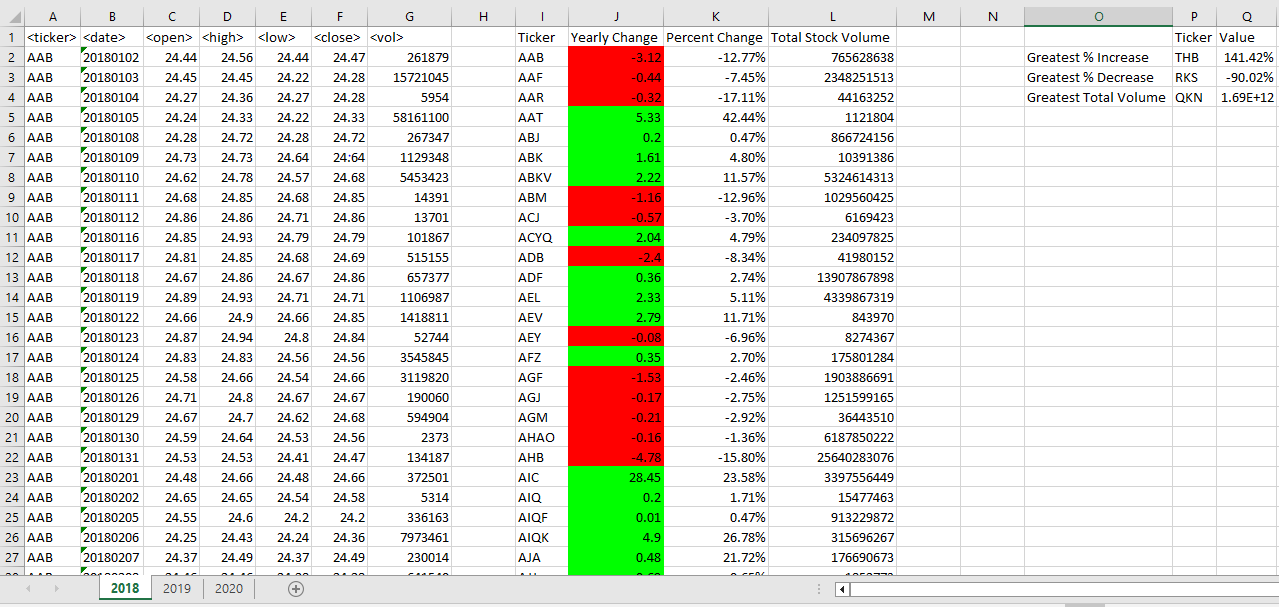 A B C D E F G H I J K L M N O P Q
1 <ticker> <date> <open> <high> <low> <close> <vol> Ticker Yearly Change Percent Change Total Stock Volume Ticker Value
2 AAB 20180102 24.44 24.56 24.44 24.47 261879 AAB -3.12 -12.77% 765628638 Greatest % Increase THB 141.42%
3 AAB 20180103 24.45 24.45 24.22 24.28 15721045 AAF -0.44 -7.45% 2348251513 Greatest % Decrease RKS -90.02%
4 AAB 20180104 24.27 24.36 24.27 24.28 5954 AAR -0.32 -17.11% 44163252 Greatest Total Volume QKN 1.69E+12
5 AAB 20180105 24.24 24.33 24.22 24.33 58161100 AAT 5.33 42.44% 1121804
6 AAB 20180108 24.28 24.72 24.28 24.72 267347 ABJ 0.2 0.47% 866724156
7 AAB 20180109 24.73 24.73 24.64 24:64 1129348 ABK 1.61 4.80% 10391386
8 AAB 20180110 24.62 24.78 24.57 24.68 5453423 ABKV 2.22 11.57% 5324614313
9 AAB 20180111 24.68 24.85 24.68 24.85 14391 ABM -1.16 -12.96% 1029560425
10 AAB 20180112 24.86 24.86 24.71 24.86 13701 ACJ -0.57 -3.70% 6169423
11 AAB 20180116 24.85 24.93 24.79 24.79 101867 ACYQ 2.04 4.79% 234097825
12 AAB 20180117 24.81 24.85 24.68 24.69 515155 ADB -2.4 -8.34% 41980152
13 AAB 20180118 24.67 24.86 24.67 24.86 657377 ADF 0.36 2.74% 13907867898
14 AAB 20180119 24.89 24.93 24.71 24.71 1106987 AEL 2.33 5.11% 4339867319
15 AAB 20180122 24.66 24.9 24.66 24.85 1418811 AEV 2.79 11.71% 843970
16 AAB 20180123 24.87 24.94 24.8 24.84 52744 AEY -0.08 -6.96% 8274367
17 AAB 20180124 24.83 24.83 24.56 24.56 3545845 AFZ 0.35 2.70% 175801284
18 AAB 20180125 24.58 24.66 24.54 24.66 3119820 AGF -1.53 -2.46% 1903886691
19 AAB 20180126 24.71 24.8 24.67 24.67 190060 AGJ -0.17 -2.75% 1251599165
20 AAB 20180129 24.67 24.7 24.62 24.68 594904 AGM -0.21 -2.92% 36443510
21 AAB 20180130 24.59 24.64 24.53 24.56 2373 AHAO -0.16 -1.36% 6187850222
22 AAB 20180131 24.53 24.53 24.41 24.47 134187 AHB -4.78 -15.80% 25640283076
23 AAB 20180201 24.48 24.66 24.48 24.66 372501 AIC 28.45 23.58% 3397556449
24 AAB 20180202 24.65 24.65 24.54 24.58 5314 AIQ 0.2 1.71% 15477463
25 AAB 20180205 24.55 24.6 24.2 24.2 336163 AIQF 0.01 0.47% 913229872
26 AAB 20180206 24.25 24.43 24.24 24.36 7973461 AIQK 4.9 26.78% 315696267
27 AAB 20180207 24.37 24.49 24.37 24.49 230014 AJA 0.48 21.72% 176690673
2018 2019 2020